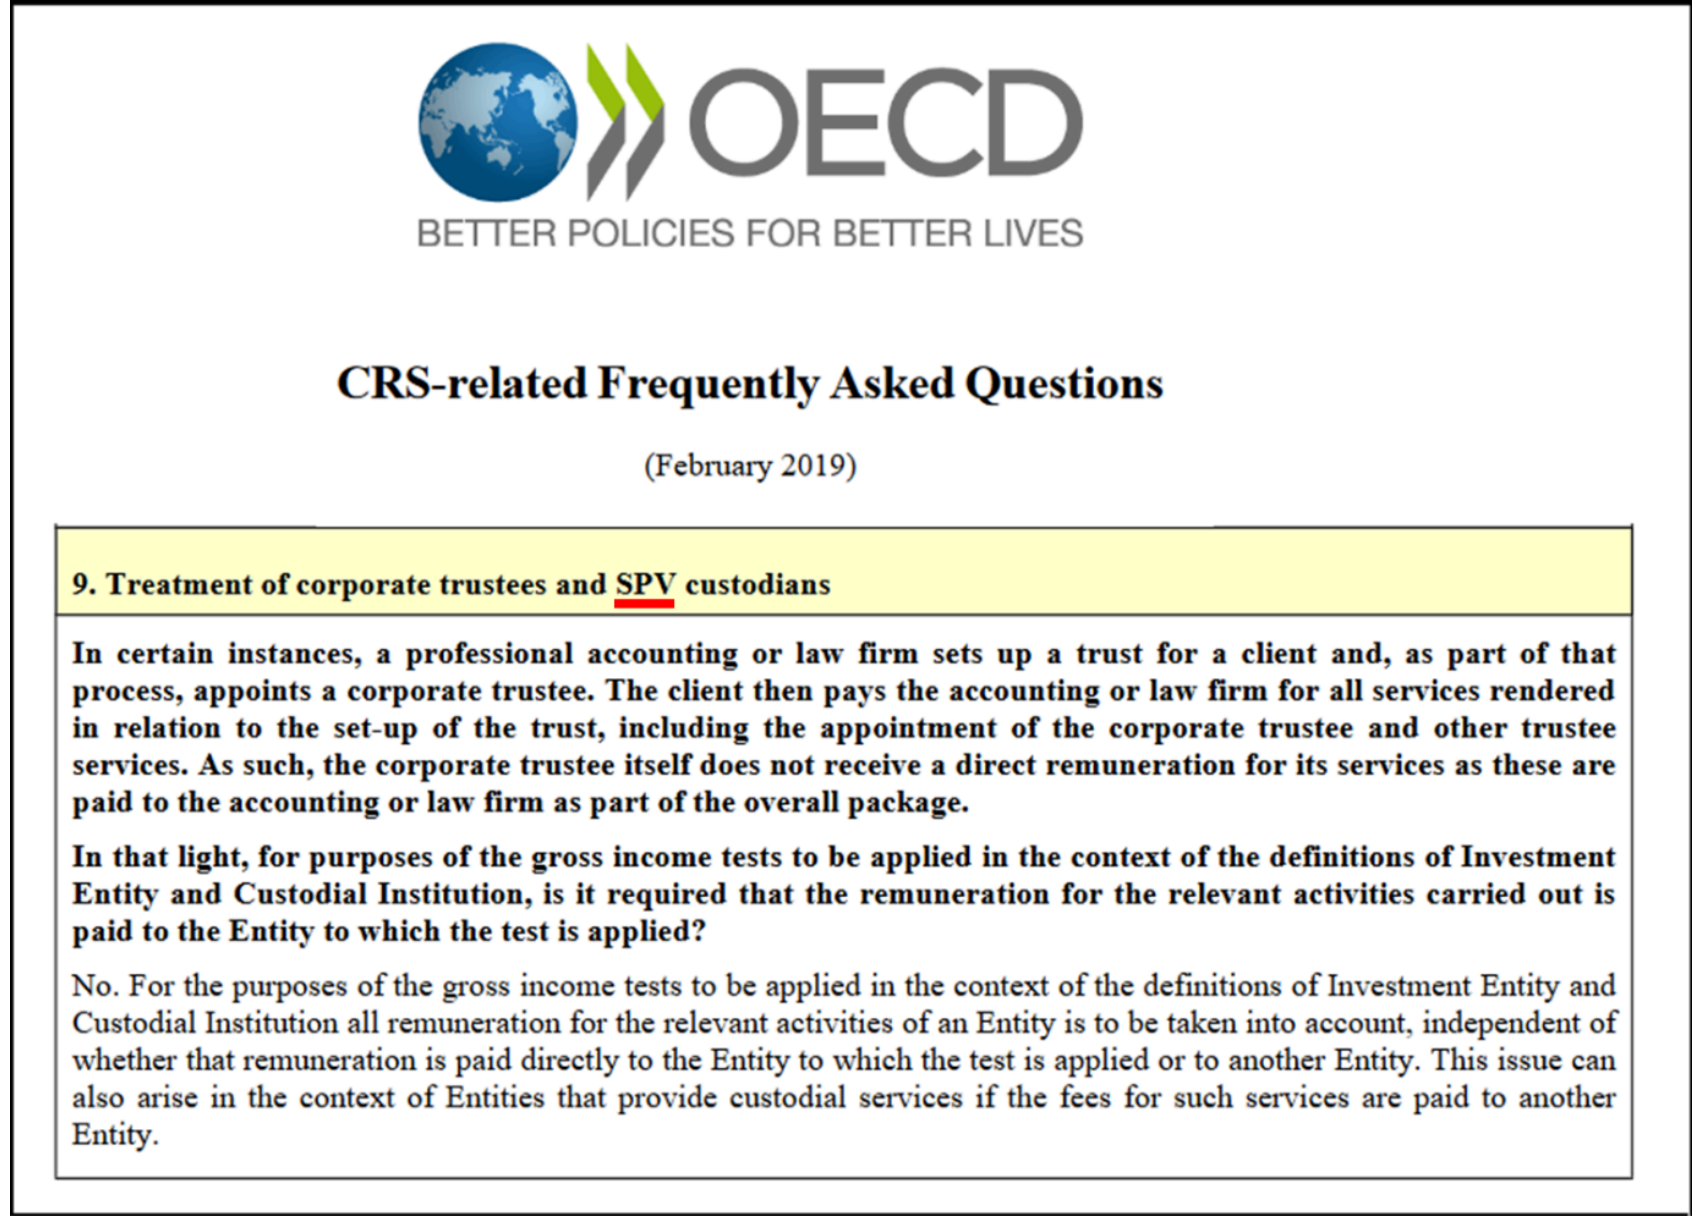 OECD
BETTER POLICIES FOR BETTER LIVES
CRS-related Frequently Asked Questions
(February 2019)
9. Treatment of corporate trustees and SPV custodians
In certain instances, a professional accounting or law firm sets up a trust for a client and, as part of that
process, appoints a corporate trustee. The client then pays the accounting or law firm for all services rendered
in relation to the set-up of the trust, including the appointment of the corporate trustee and other trustee
services. As such, the corporate trustee itself does not receive a direct remuneration for its services as these are
paid to the accounting or law firm as part of the overall package.
In that light, for purposes of the gross income tests to be applied in the context of the definitions of Investment
Entity and Custodial Institution, is it required that the remuneration for the relevant activities carried out is
paid to the Entity to which the test is applied?
No. For the purposes of the gross income tests to be applied in the context of the definitions of Investment Entity and
Custodial Institution all remuneration for the relevant activities of an Entity is to be taken into account, independent of
whether that remuneration is paid directly to the Entity to which the test is applied or to another Entity. This issue can
also arise in the context of Entities that provide custodial services if the fees for such services are paid to another
Entity.